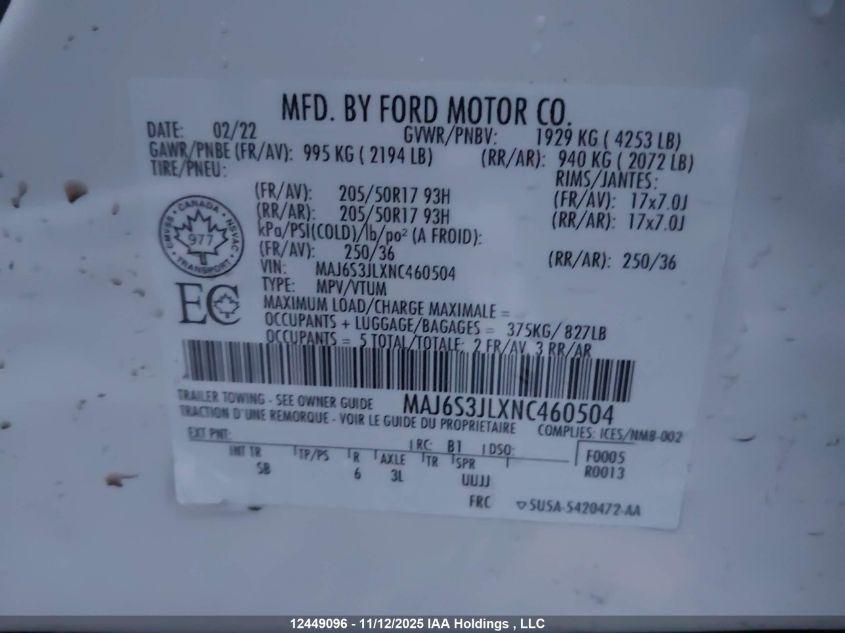 MFD. BY FORD MOTOR CO.
DATE: 02/22 GVWR/PNBV: 1929 KG ( 4253 LB)
GAWR/PNBE (FR/AV): 995 KG ( 2194 LB) (RR/AR): 940 KG ( 2072 LB)
TIRE/PNEU: RIMS/JANTES:
(FR/AV): 205/50R17 93H (FR/AV): 17x7.0J
(RR/AR): 205/50R17 93H (RR/AR): 17x7.0J
kPa/PSI(COLD)/lb/po² (A FROID):
(FR/AV): 250/36 (RR/AR): 250/36
CANADA
CMVSS NSVAC
977
TRANSPORT
VIN: MAJ6S3JLXNC460504
TYPE: MPV/VTUM
EC
MAXIMUM LOAD/CHARGE MAXIMALE =
OCCUPANTS + LUGGAGE/BAGAGES = 375KG/ 827LB
OCCUPANTS = 5 TOTAL/TOTALE: 2 FR/AV, 3 RR/AR
TRAILER TOWING - SEE OWNER GUIDE MAJ6S3JLXNC460504
TRACTION D'UNE REMORQUE - VOIR LE GUIDE DU PROPRIETAIRE COMPLIES: ICES/NMB-002
EXT PNT: RC: B1 DSO: F0005
INT TR TP/PS R AXLE TR SPR R0013
SB 6 3L UUJJ
FRC 5U5A-5420472-AA
12449096 - 11/12/2025 IAA Holdings , LLC